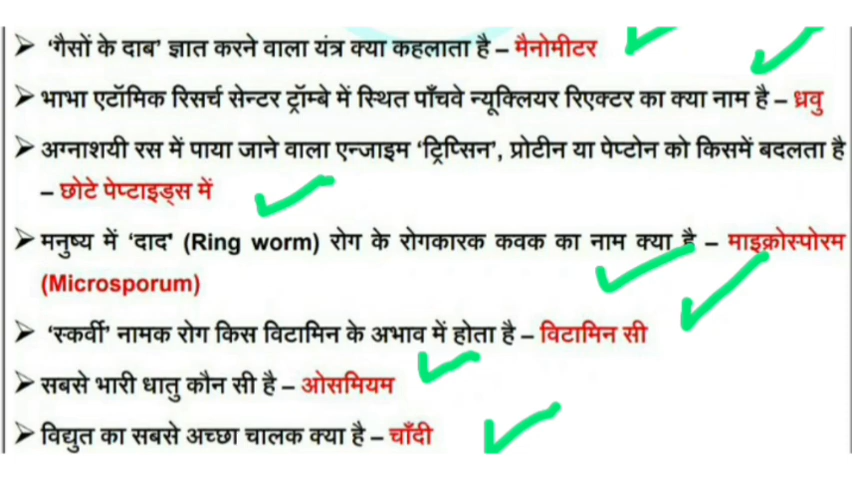 ➤ ‘गैसों के दाब’ ज्ञात करने वाला यंत्र क्या कहलाता है – मैनोमीटर
➤ भाभा एटॉमिक रिसर्च सेन्टर ट्रॉम्बे में स्थित पाँचवे न्यूक्लियर रिएक्टर का क्या नाम है – ध्रवु
➤ अग्नाशयी रस में पाया जाने वाला एन्जाइम ‘ट्रिप्सिन’, प्रोटीन या पेप्टोन को किसमें बदलता है
– छोटे पेप्टाइड्स में
➤ मनुष्य में ‘दाद’ (Ring worm) रोग के रोगकारक कवक का नाम क्या है – माइक्रोस्पोरम
(Microsporum)
➤ ‘स्कर्वी’ नामक रोग किस विटामिन के अभाव में होता है – विटामिन सी
➤ सबसे भारी धातु कौन सी है – ओसमियम
➤ विद्युत का सबसे अच्छा चालक क्या है – चाँदी